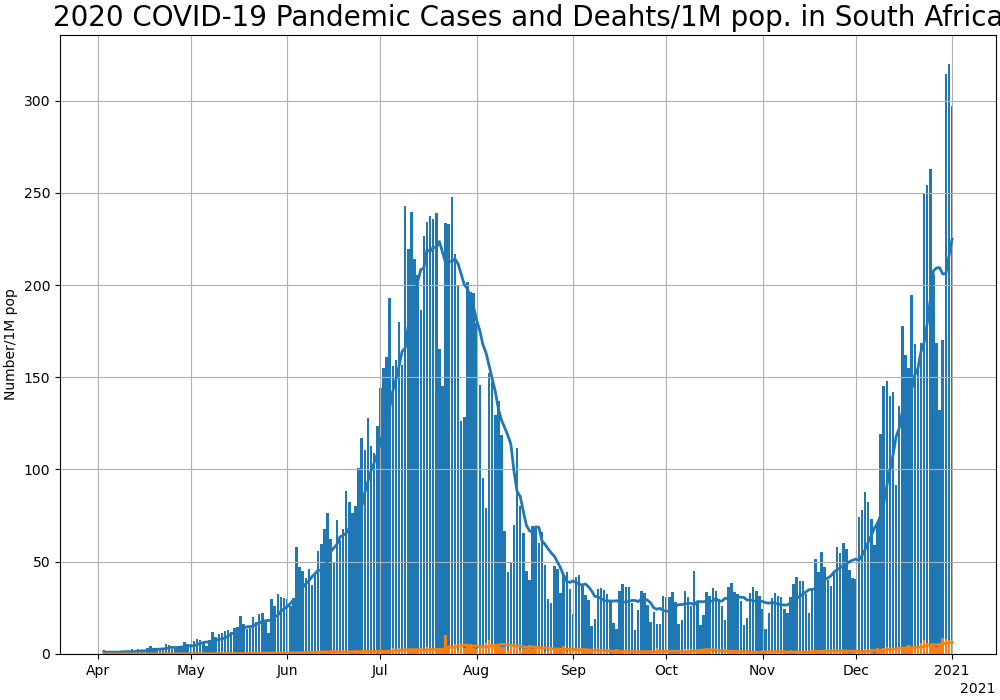 2020 COVID-19 Pandemic Cases and Deahts/1M pop. in South Africa
Number/1M pop
300
250
200
150
100
50
0
Apr May Jun Jul Aug Sep Oct Nov Dec 2021
2021